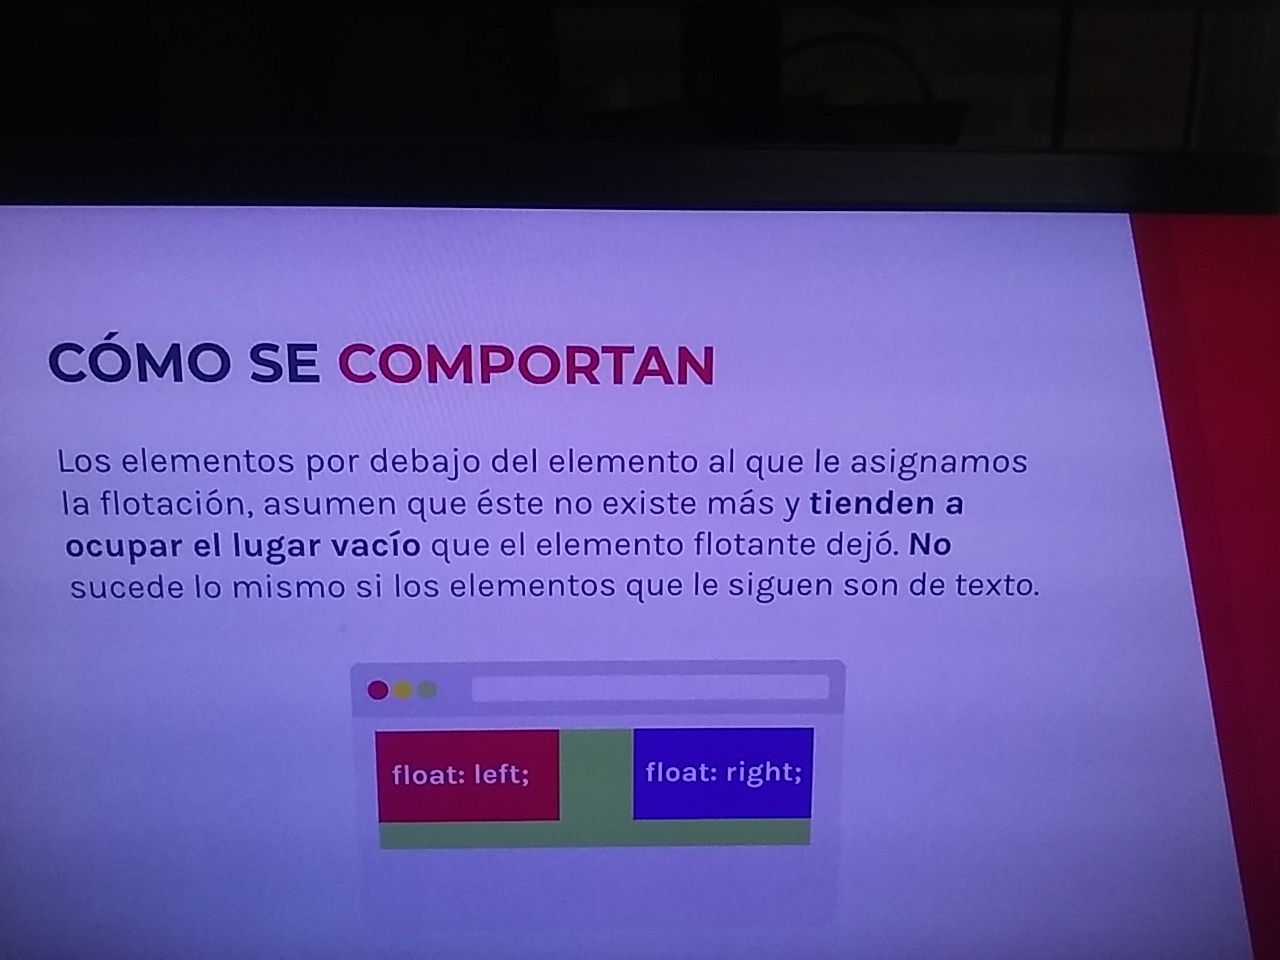 CÓMO SE COMPORTAN
Los elementos por debajo del elemento al que le asignamos
la flotación, asumen que éste no existe más y tienden a
ocupar el lugar vacío que el elemento flotante dejó. No
sucede lo mismo si los elementos que le siguen son de texto.
float: left;
float: right;